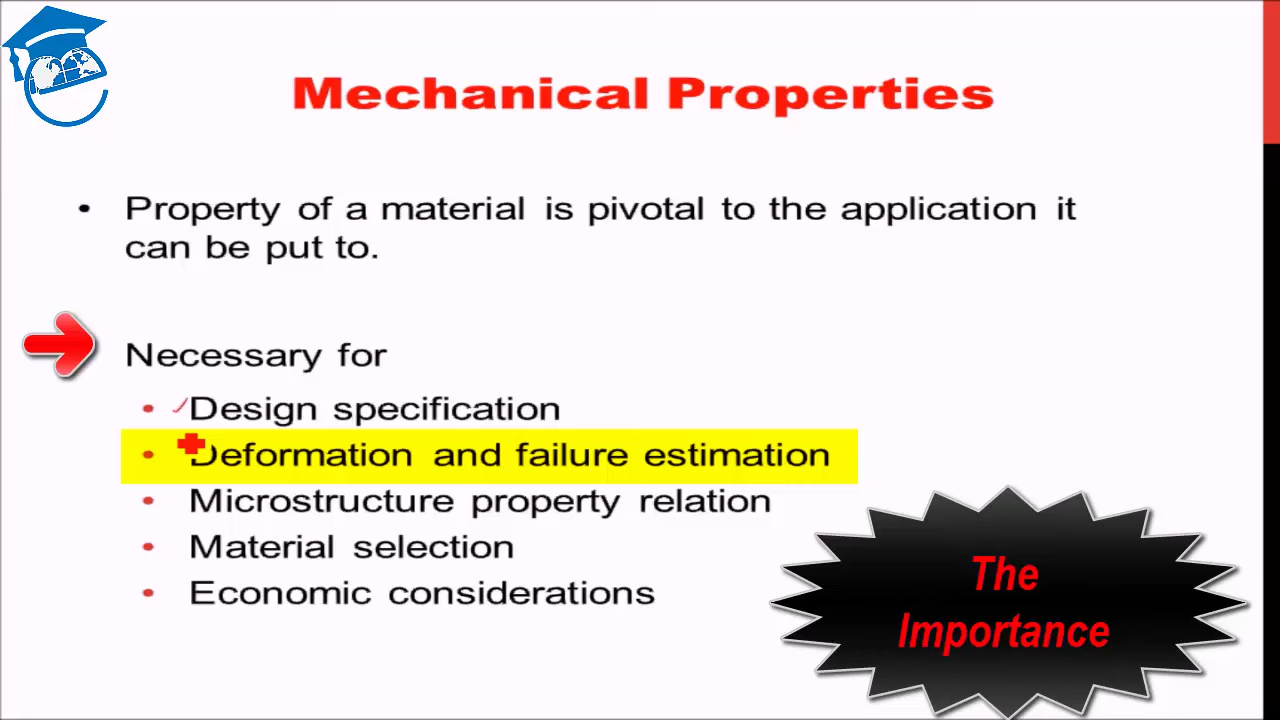 Mechanical Properties
• Property of a material is pivotal to the application it
can be put to.
Necessary for
• Design specification
• Deformation and failure estimation
• Microstructure property relation
• Material selection
• Economic considerations
The
Importance